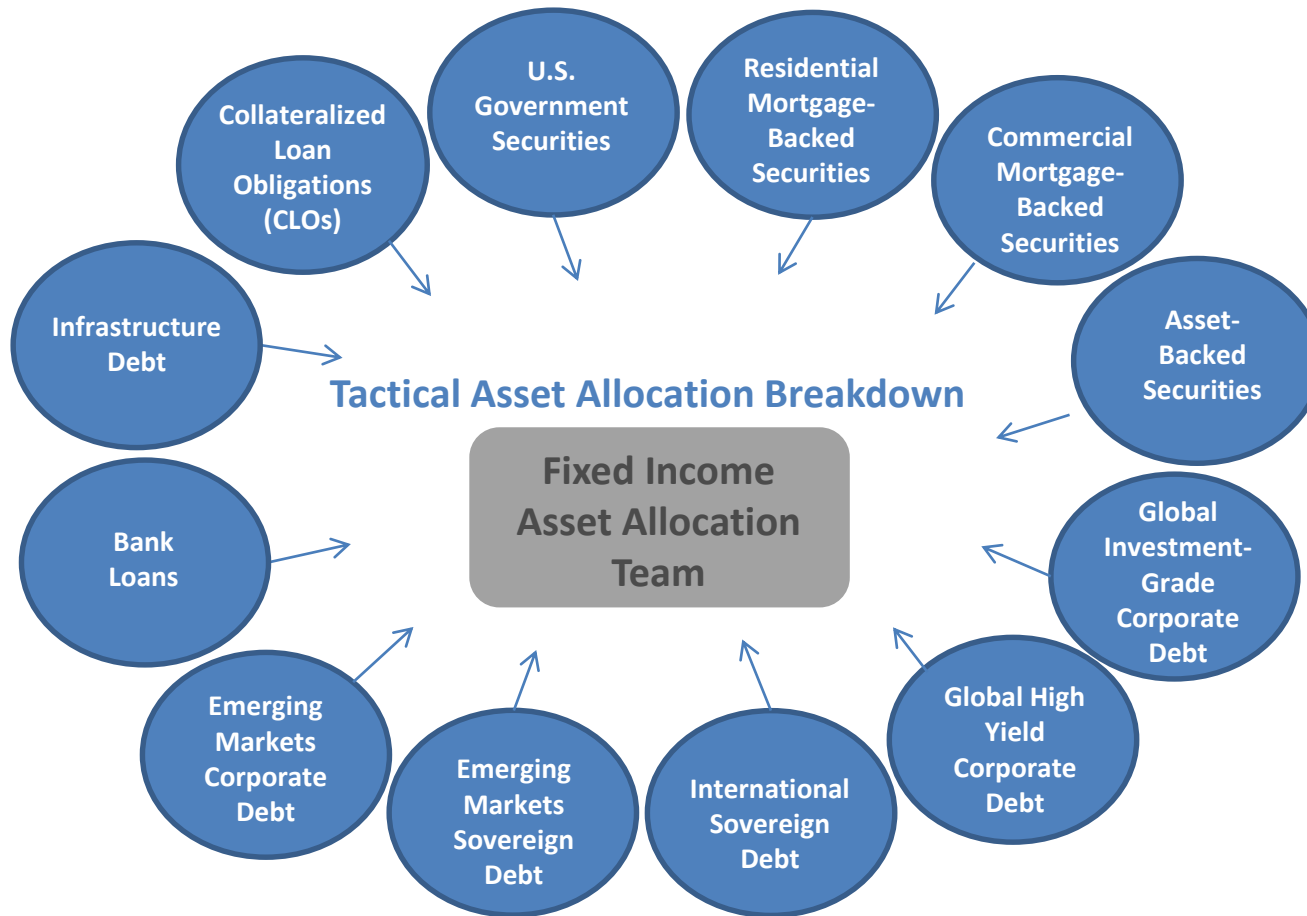 U.S.
Government
Securities
Residential
Mortgage-
Backed
Securities
Commercial
Mortgage-
Backed
Securities
Asset-
Backed
Securities
Global
Investment-
Grade
Corporate
Debt
Global High
Yield
Corporate
Debt
International
Sovereign
Debt
Emerging
Markets
Sovereign
Debt
Emerging
Markets
Corporate
Debt
Bank
Loans
Infrastructure
Debt
Collateralized
Loan
Obligations
(CLOs)
Tactical Asset Allocation Breakdown
Fixed Income
Asset Allocation
Team